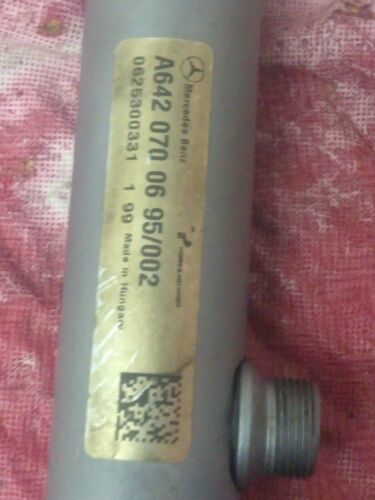 Mercedes Benz
A642 070 06 95/002
0625300331 1 99 Made in Hungary